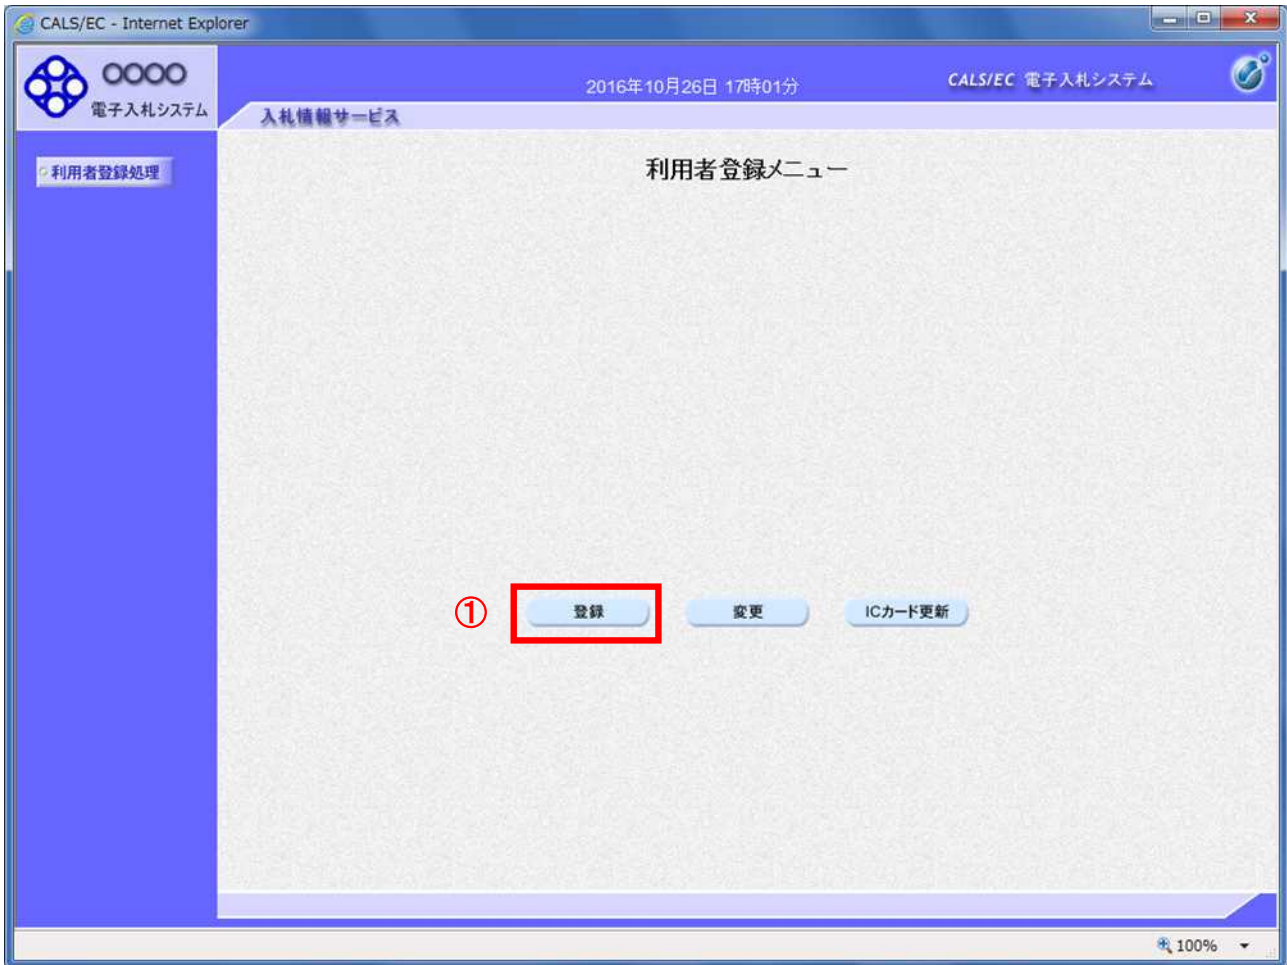 CALS/EC - Internet Explorer
〇〇〇〇
電子入札システム
2016年10月26日 17時01分
CALS/EC 電子入札システム
入札情報サービス
利用者登録処理
利用者登録メニュー
① 登録 変更 ICカード更新
100%